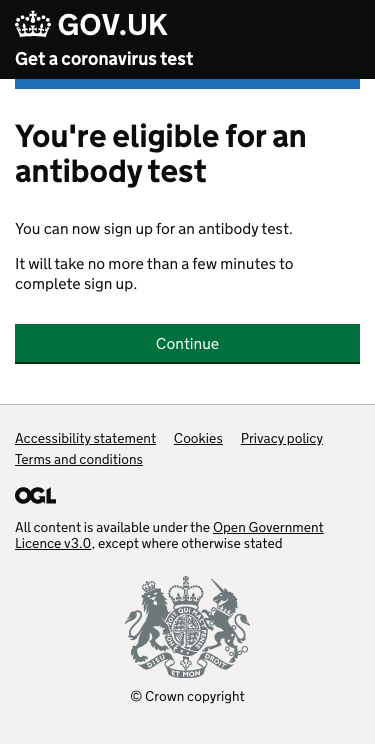 GOV.UK
Get a coronavirus test
You're eligible for an
antibody test
You can now sign up for an antibody test.
It will take no more than a few minutes to
complete sign up.
Continue
Accessibility statement Cookies Privacy policy
Terms and conditions
OGL
All content is available under the Open Government
Licence v3.0, except where otherwise stated
DIEU ET MON DROIT
© Crown copyright